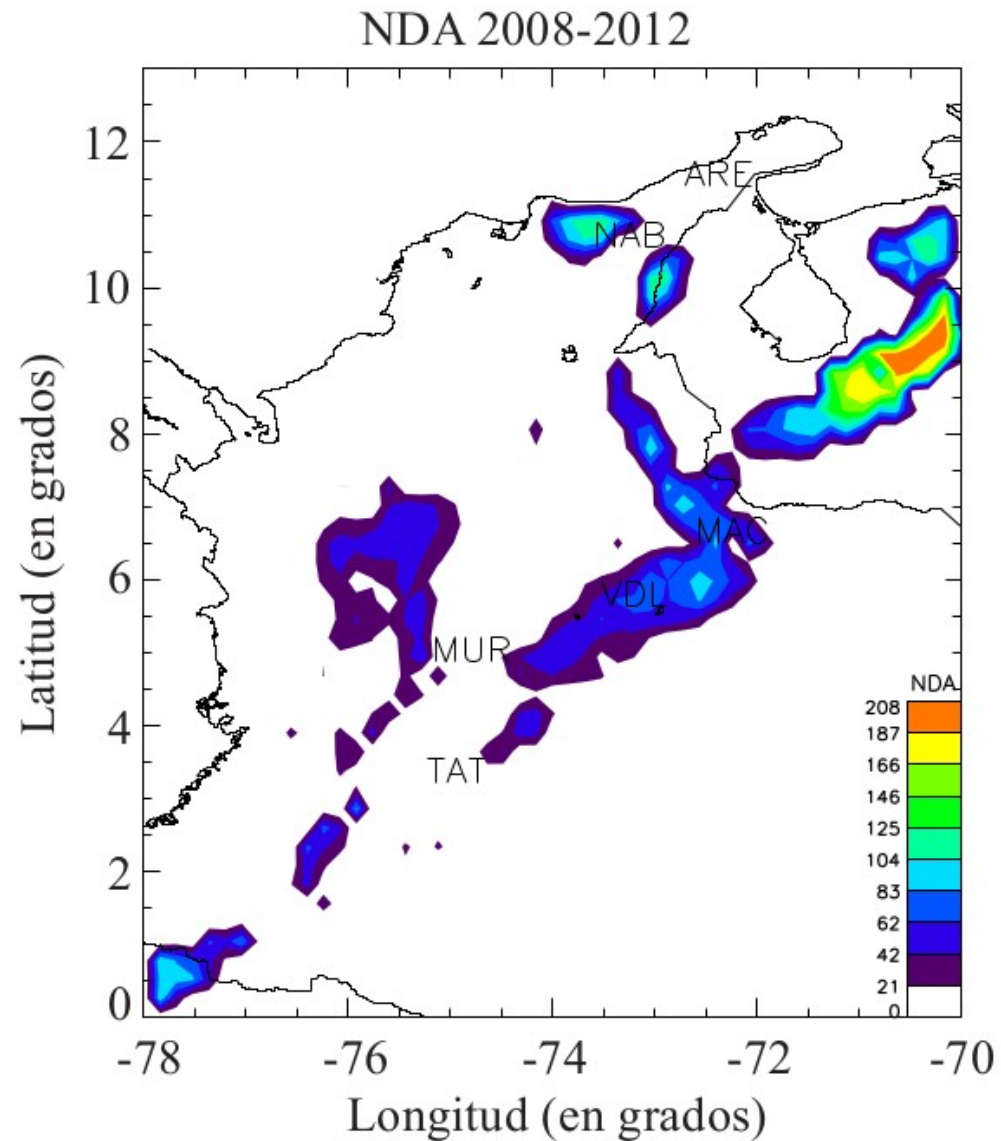 NDA 2008-2012
12
ARE
NAB
10
8
MAC
6
VDL
MUR
4
TAT
2
0
Latitud (en grados)
NDA
208
187
166
146
125
104
83
62
42
21
0
-78 -76 -74 -72 -70
Longitud (en grados)